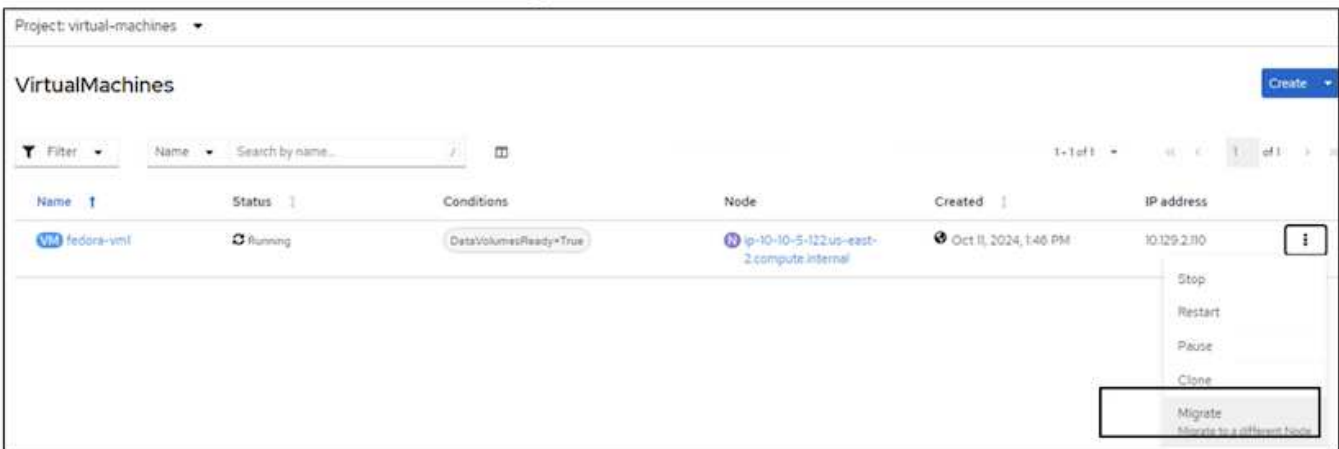 Project: virtual-machines
VirtualMachines
Create
Filter
Name
Search by name...
/
1 - 1 of 1
1
of 1
Name
Status
Conditions
Node
Created
IP address
VM fedora-vm1
Running
DataVolumesReady=True
N ip-10-10-5-122.us-east-
2.compute.internal
Oct 11, 2024, 1:46 PM
10.129.2.110
Stop
Restart
Pause
Clone
Migrate
Migrate to a different Node